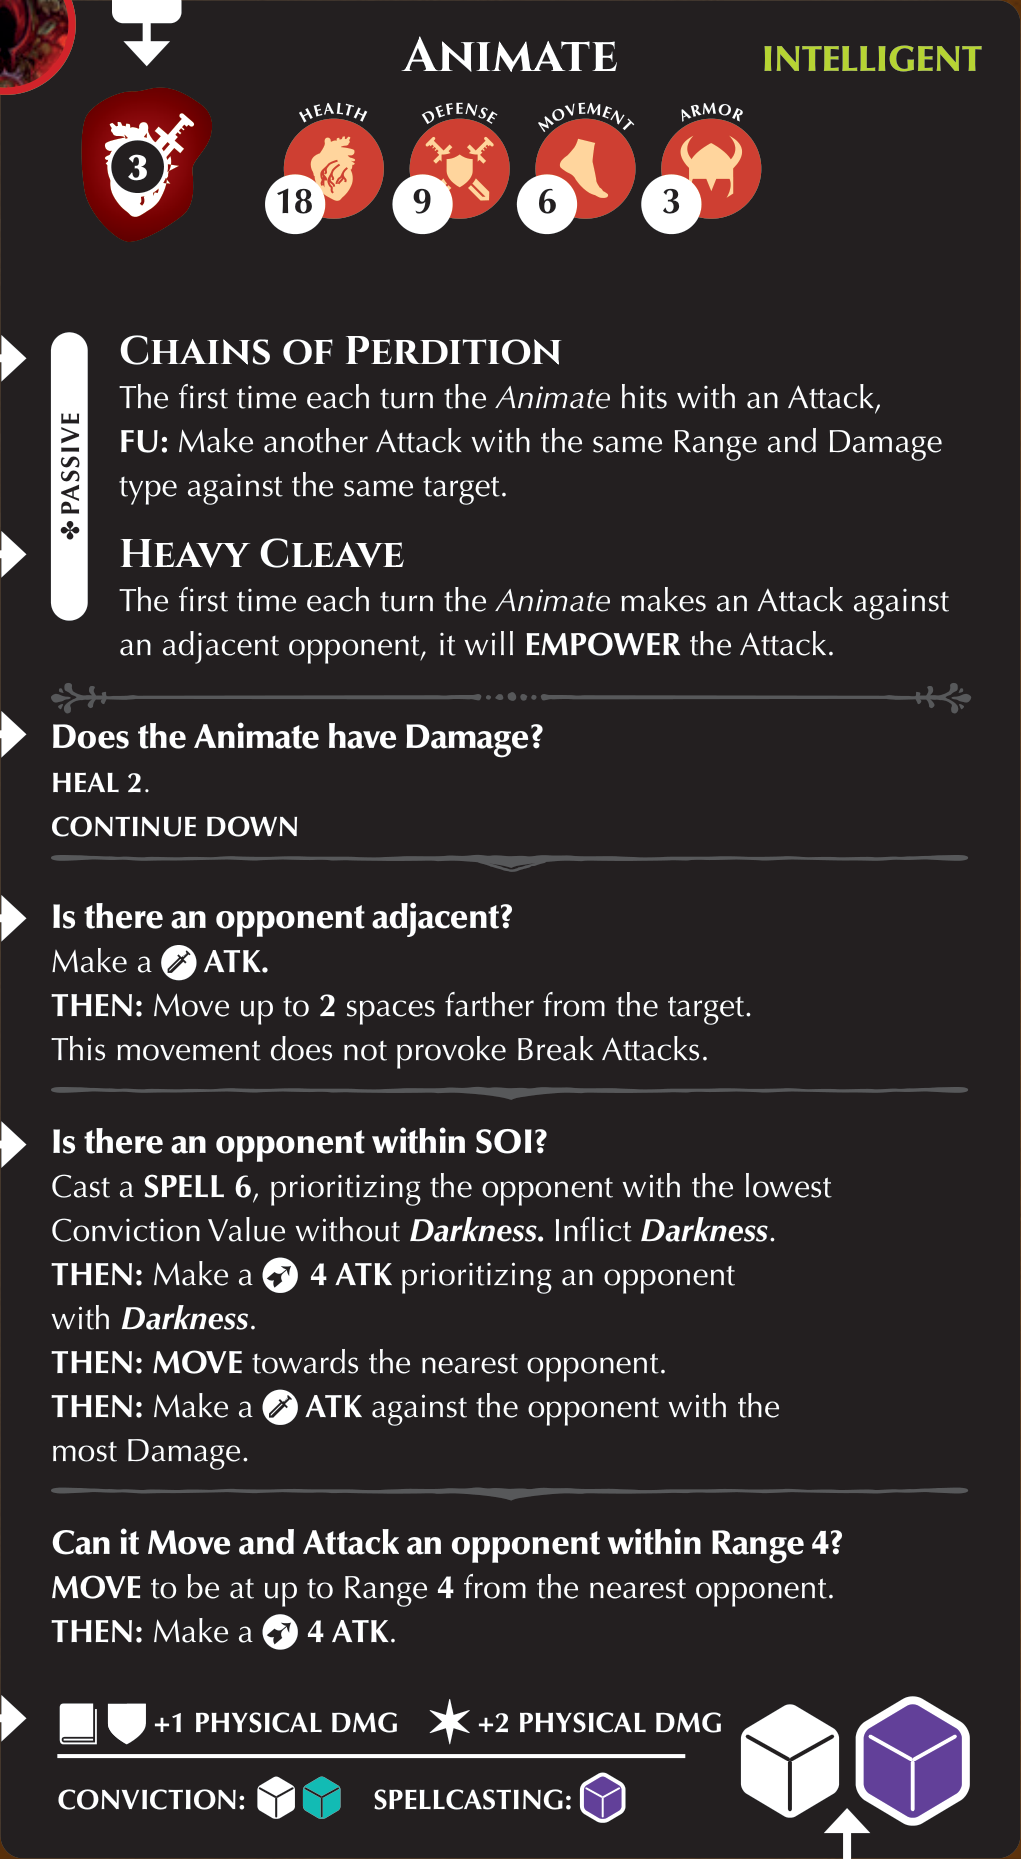 ANIMATE
INTELLIGENT
3
HEALTH
18
DEFENSE
9
MOVEMENT
6
ARMOR
3
PASSIVE
CHAINS OF PERDITION
The first time each turn the Animate hits with an Attack,
FU: Make another Attack with the same Range and Damage
type against the same target.
HEAVY CLEAVE
The first time each turn the Animate makes an Attack against
an adjacent opponent, it will EMPOWER the Attack.
Does the Animate have Damage?
HEAL 2.
CONTINUE DOWN
Is there an opponent adjacent?
Make a ATK.
THEN: Move up to 2 spaces farther from the target.
This movement does not provoke Break Attacks.
Is there an opponent within SOI?
Cast a SPELL 6, prioritizing the opponent with the lowest
Conviction Value without Darkness. Inflict Darkness.
THEN: Make a 4 ATK prioritizing an opponent
with Darkness.
THEN: MOVE towards the nearest opponent.
THEN: Make a ATK against the opponent with the
most Damage.
Can it Move and Attack an opponent within Range 4?
MOVE to be at up to Range 4 from the nearest opponent.
THEN: Make a 4 ATK.
+1 PHYSICAL DMG +2 PHYSICAL DMG
CONVICTION: SPELLCASTING: